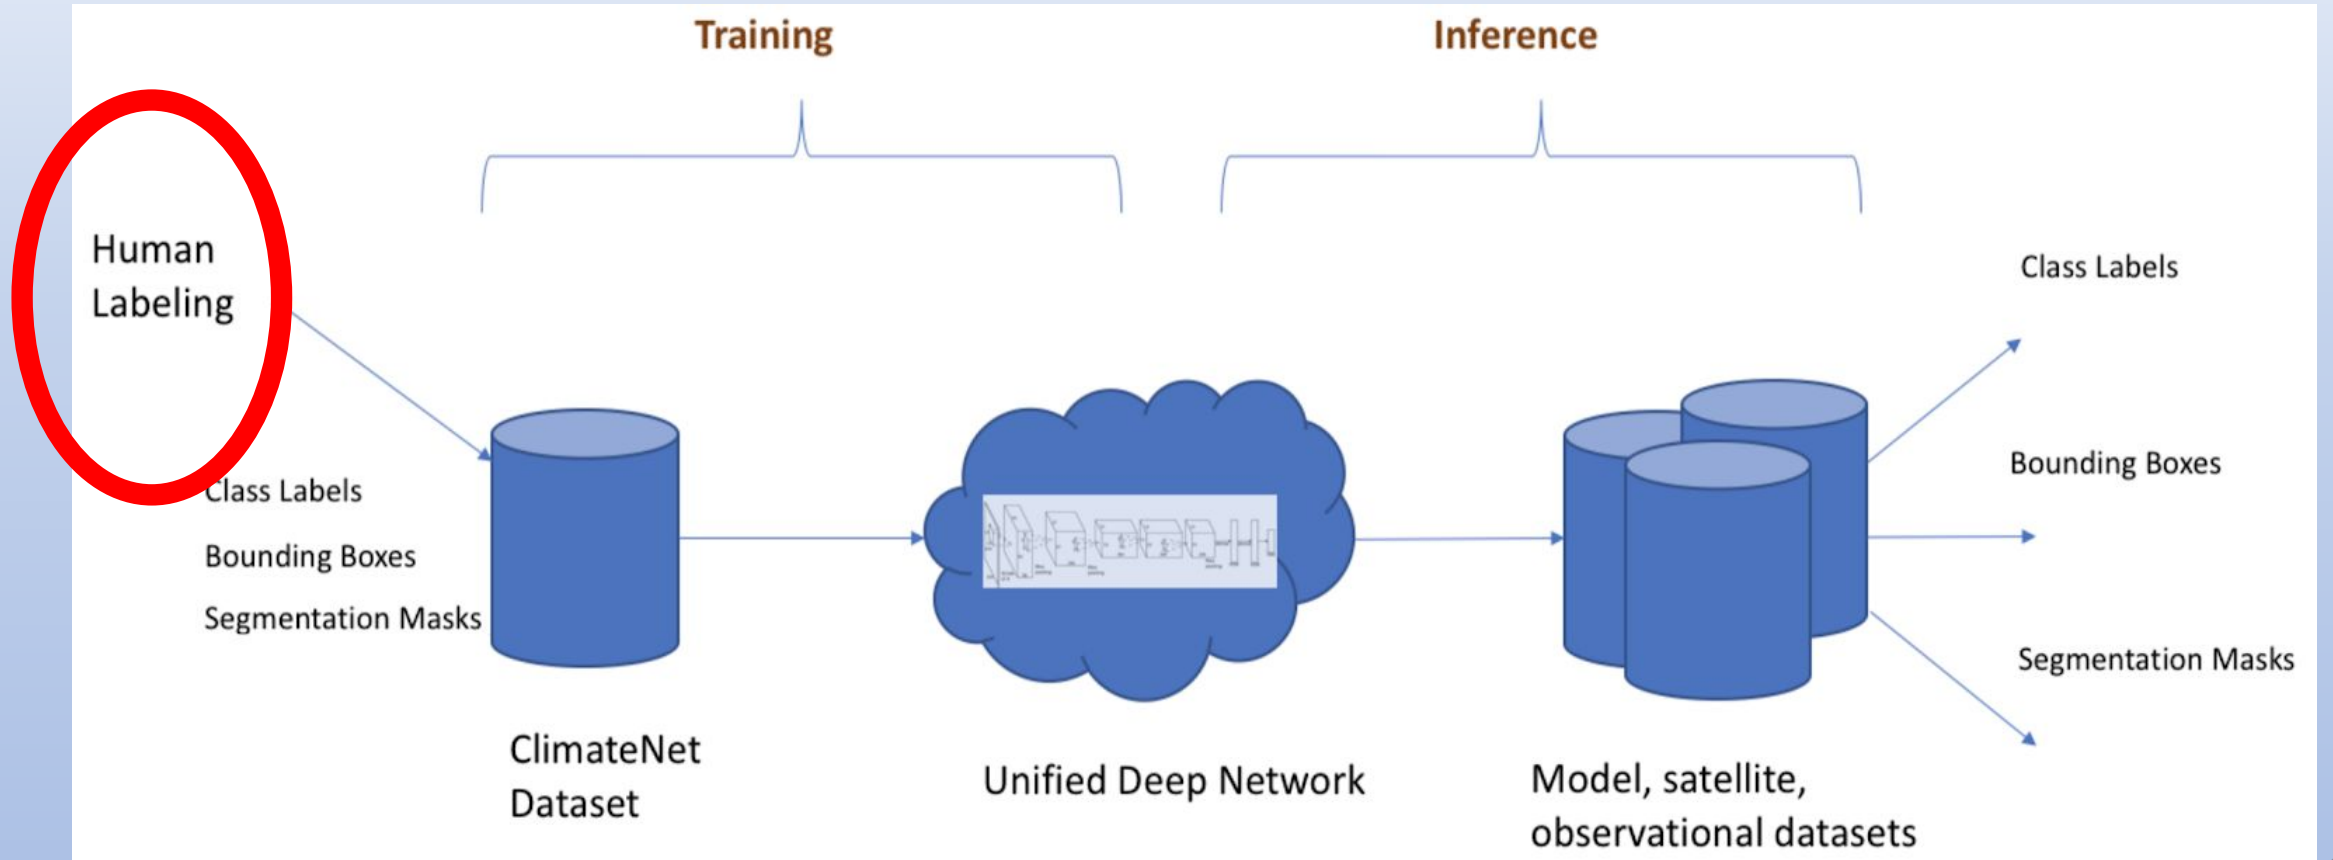 Training
Inference
Human
Labeling
Class Labels
Bounding Boxes
Segmentation Masks
ClimateNet
Dataset
Unified Deep Network
Model, satellite,
observational datasets
Class Labels
Bounding Boxes
Segmentation Masks